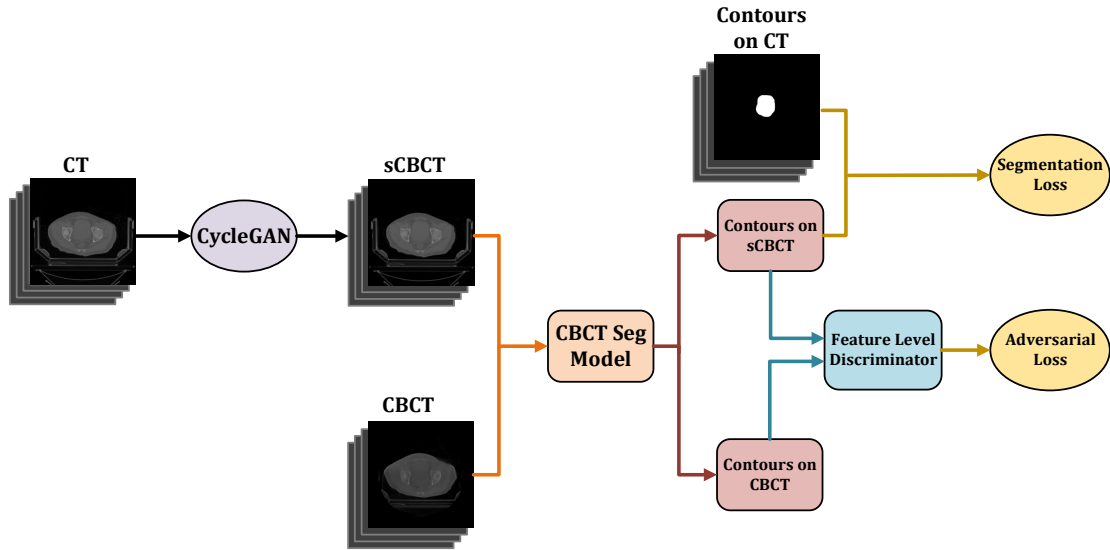 Contours
on CT
CT
sCBCT
CycleGAN
Segmentation
Loss
Contours on
sCBCT
CBCT Seg
Model
Feature Level
Discriminator
Adversarial
Loss
CBCT
Contours on
CBCT